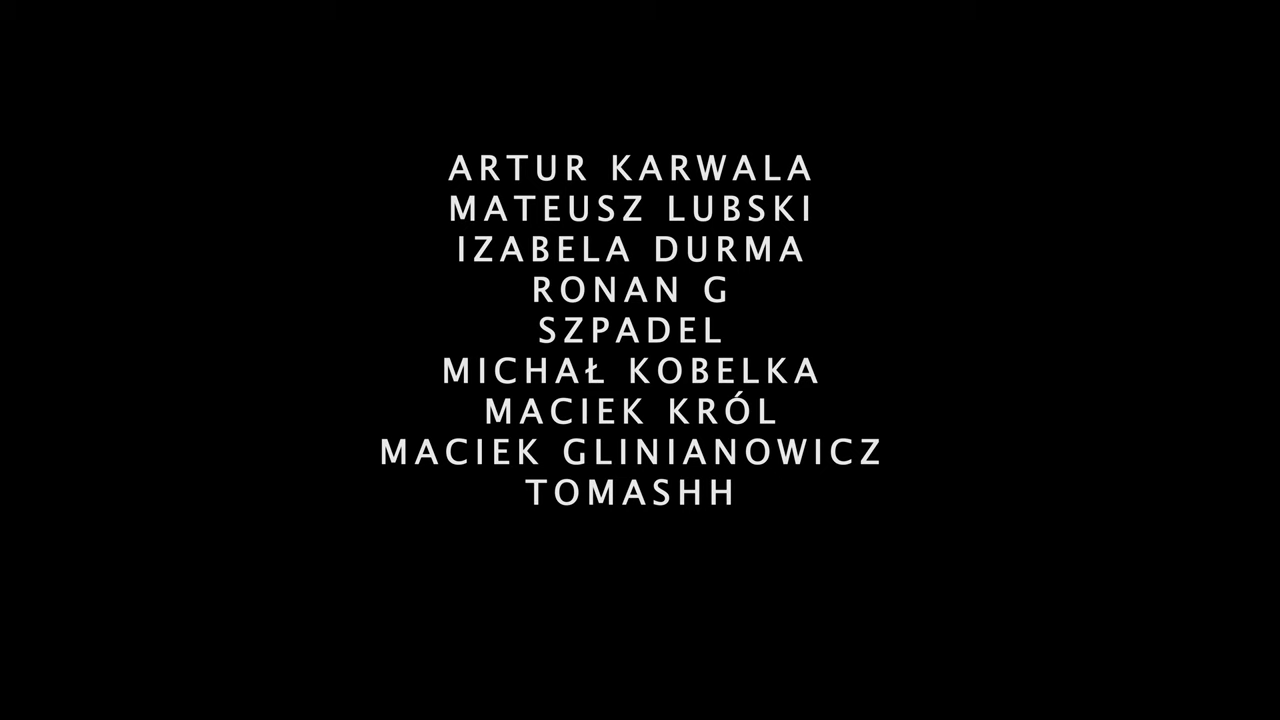 ARTUR KARWALA
MATEUSZ LUBSKI
IZABELA DURMA
RONAN G
SZPADEL
MICHAŁ KOBELKA
MACIEK KRÓL
MACIEK GLINIANOWICZ
TOMASHH